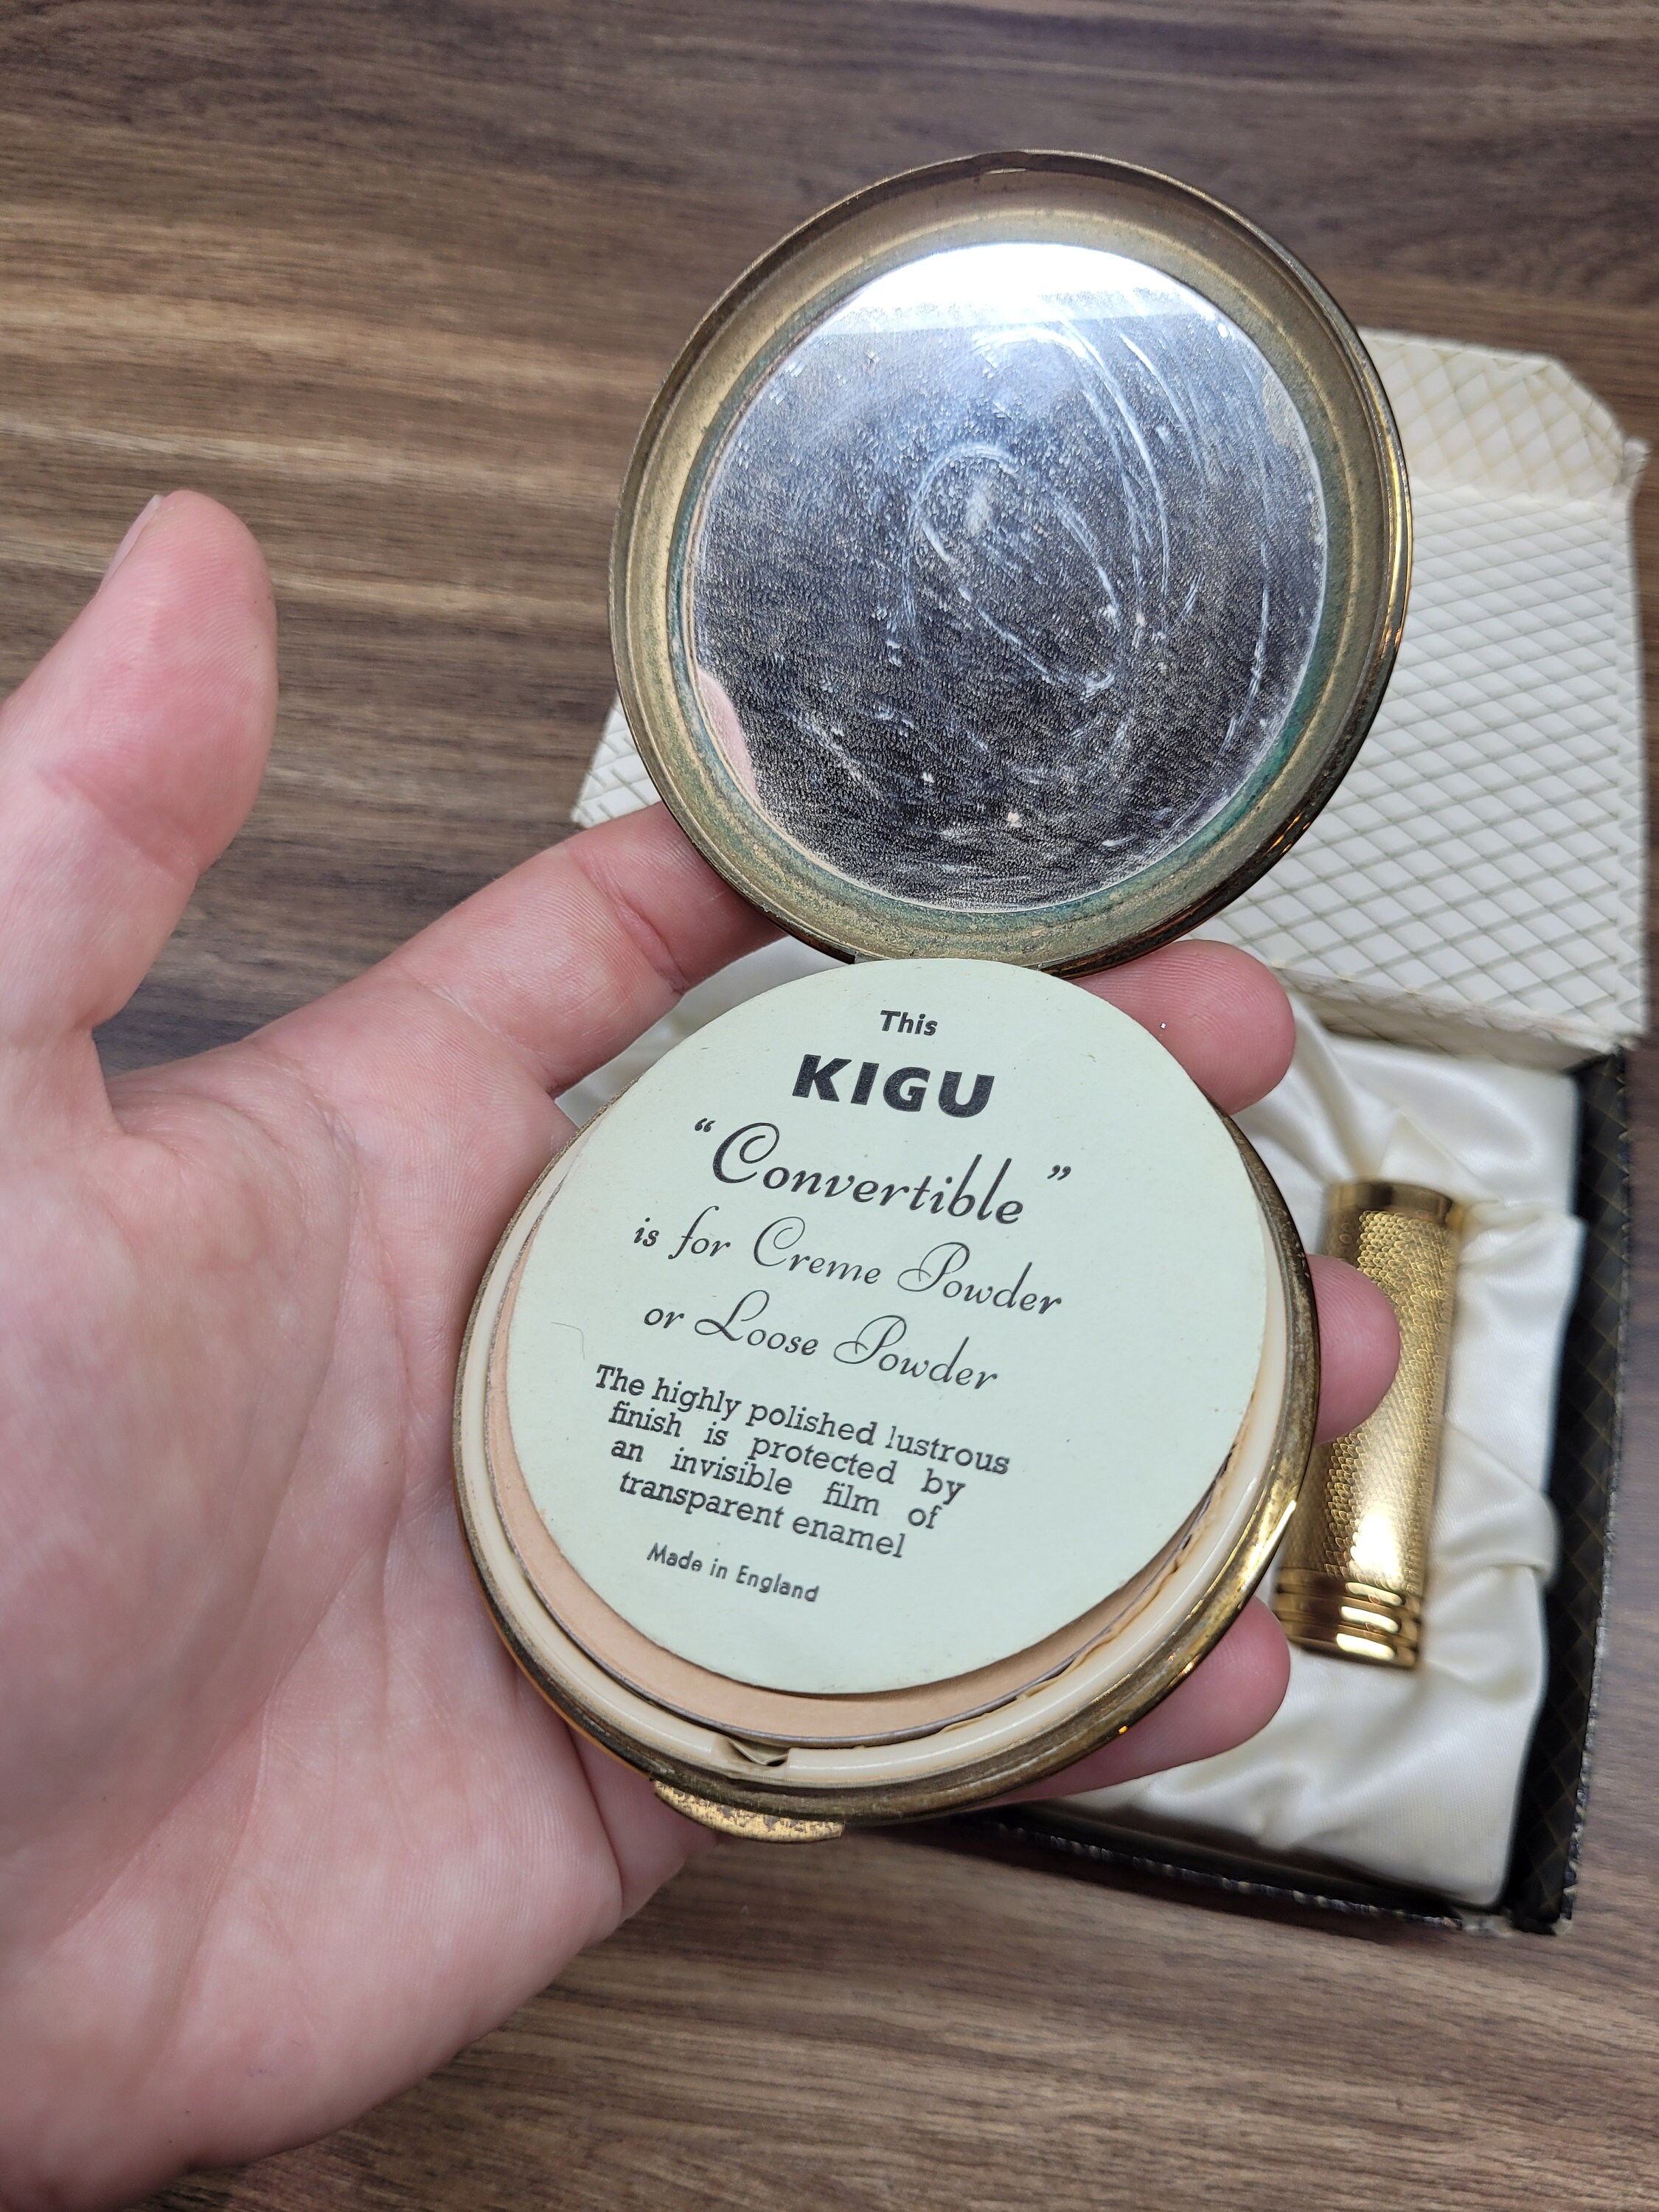 This
KIGU
"Convertible"
is for Creme Powder
or Loose Powder
The highly polished lustrous
finish is protected by
an invisible film of
transparent enamel
Made in England